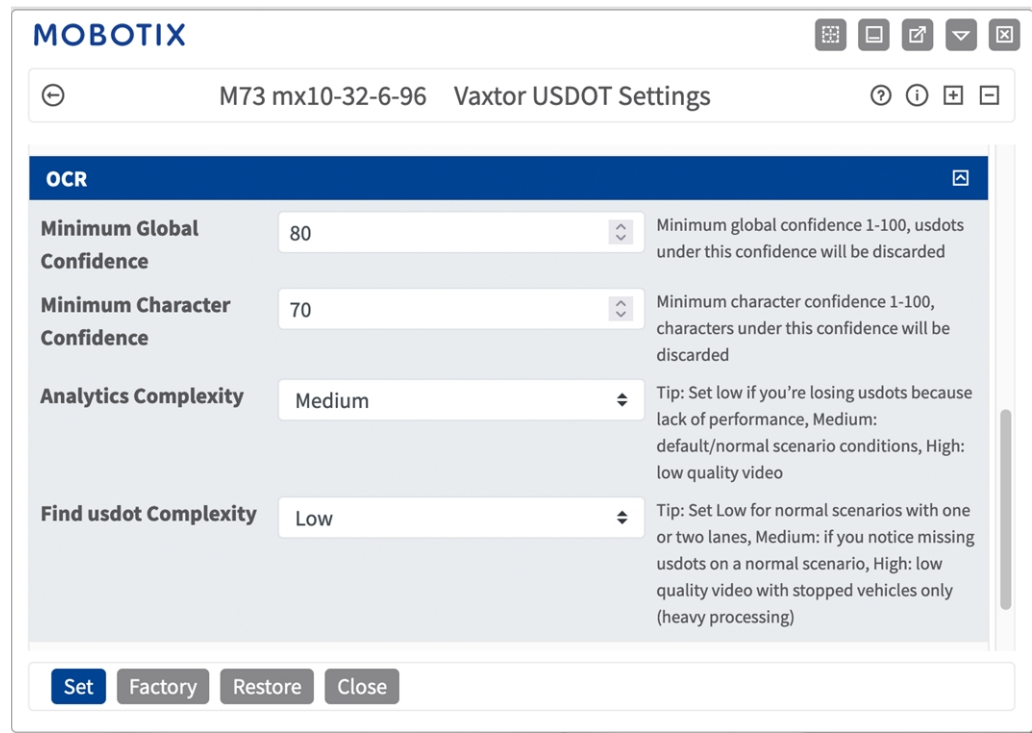 MOBOTIX
M73 mx10-32-6-96 Vaxtor USDOT Settings
OCR
Minimum Global
Confidence
80
Minimum global confidence 1-100, usdots
under this confidence will be discarded
Minimum Character
Confidence
70
Minimum character confidence 1-100,
characters under this confidence will be
discarded
Analytics Complexity
Medium
Tip: Set low if you're losing usdots because
lack of performance, Medium:
default/normal scenario conditions, High:
low quality video
Find usdot Complexity
Low
Tip: Set Low for normal scenarios with one
or two lanes, Medium: if you notice missing
usdots on a normal scenario, High: low
quality video with stopped vehicles only
(heavy processing)
Set Factory Restore Close